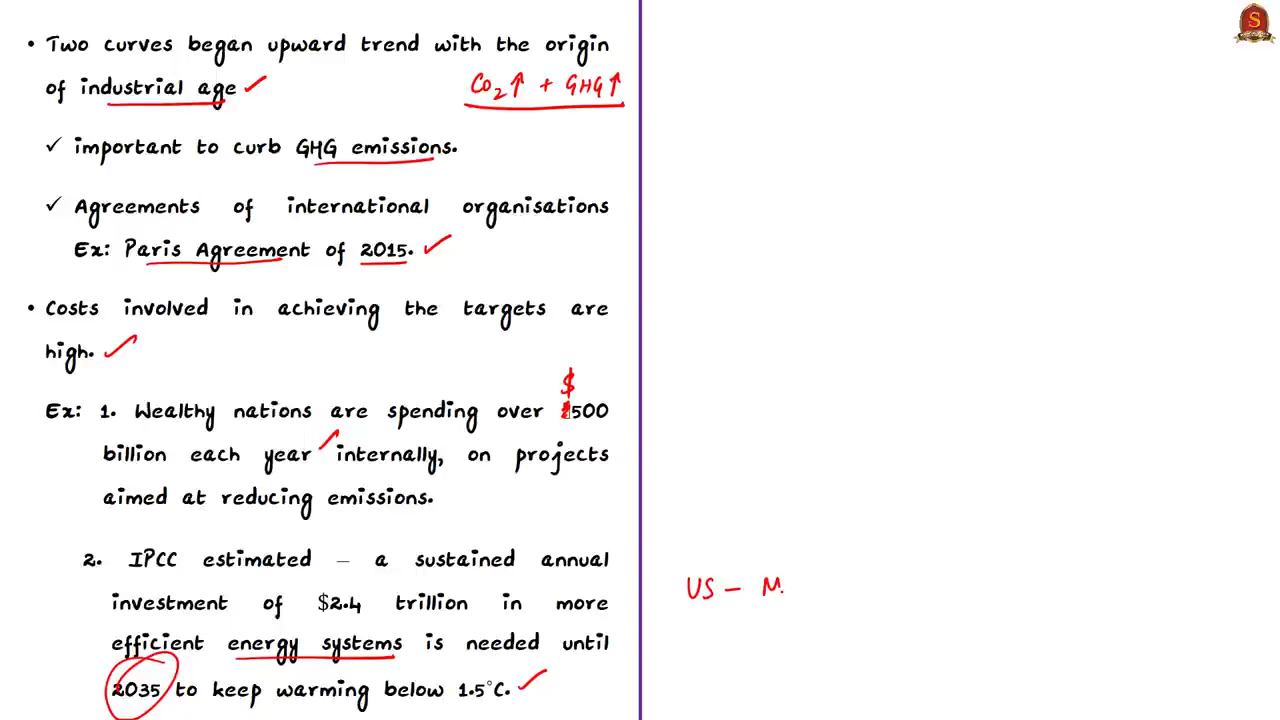 • Two curves began upward trend with the origin
of industrial age ✓
CO₂↑ + GHG↑
✓ important to curb GHG emissions.
✓ Agreements of international organisations
Ex: Paris Agreement of 2015. ✓
• Costs involved in achieving the targets are
high. ✓
$
Ex: 1. Wealthy nations are spending over 500
billion each year internally, on projects
aimed at reducing emissions.
2. IPCC estimated – a sustained annual
investment of $2.4 trillion in more
efficient energy systems is needed until
2035 to keep warming below 1.5°C. ✓
US – M.
S